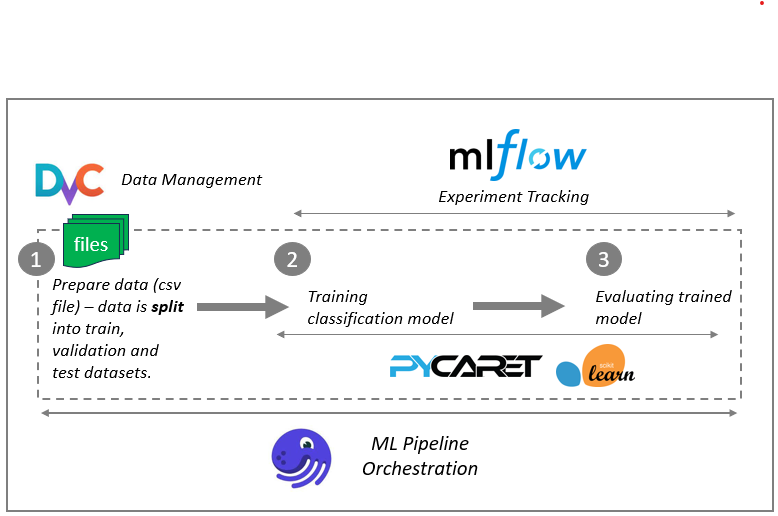 mlflow
DVC
Data Management
Experiment Tracking
files
1
2
3
Prepare data (csv
file) – data is split
into train,
validation and
test datasets.
Training
classification model
Evaluating trained
model
PYCARET
scikit
learn
ML Pipeline
Orchestration